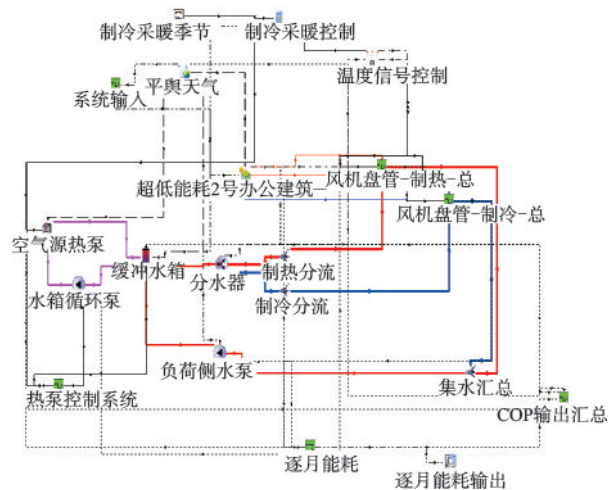 制冷采暖季节
制冷采暖控制
温度信号控制
平舆天气
系统输入
超低能耗2号办公建筑
风机盘管-制热-总
风机盘管-制冷-总
空气源热泵
缓冲水箱
分水器
制热分流
制冷分流
水箱循环泵
负荷侧水泵
集水汇总
热泵控制系统
COP输出汇总
逐月能耗
逐月能耗输出